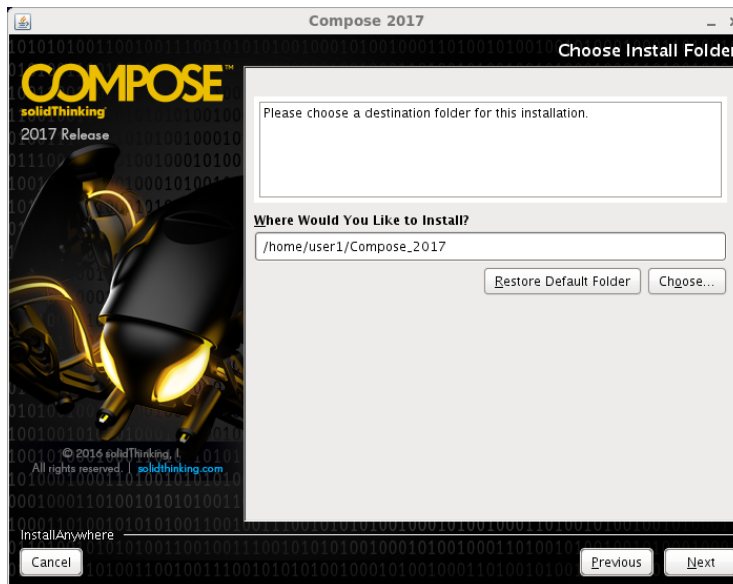 Compose 2017
Choose Install Folder
COMPOSE™
solidThinking
2017 Release
Please choose a destination folder for this installation.
Where Would You Like to Install?
/home/user1/Compose_2017
Restore Default Folder
Choose...
© 2016 solidThinking, I
All rights reserved. | solidthinking.com
InstallAnywhere
Cancel
Previous
Next